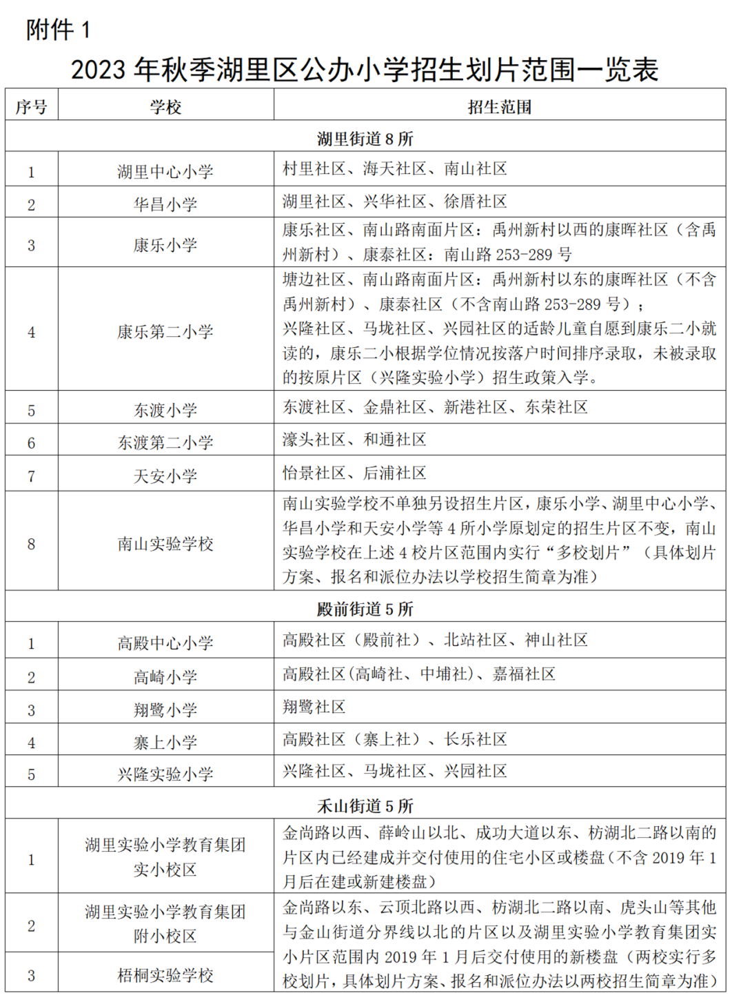 附件 1
2023 年秋季湖里区公办小学招生划片范围一览表
序号 学校 招生范围
湖里街道 8 所
1 湖里中心小学 村里社区、海天社区、南山社区
2 华昌小学 湖里社区、兴华社区、徐厝社区
3 康乐小学 康乐社区、南山路南面片区：禹州新村以西的康晖社区（含禹
州新村）、康泰社区：南山路 253-289 号
4 康乐第二小学 塘边社区、南山路南面片区：禹州新村以东的康晖社区（不含
禹州新村）、康泰社区（不含南山路 253-289 号）；
兴隆社区、马垅社区、兴园社区的适龄儿童自愿到康乐二小就
读的，康乐二小根据学位情况按落户时间排序录取，未被录取
的按原片区（兴隆实验小学）招生政策入学。
5 东渡小学 东渡社区、金鼎社区、新港社区、东荣社区
6 东渡第二小学 濠头社区、和通社区
7 天安小学 怡景社区、后浦社区
8 南山实验学校 南山实验学校不单独另设招生片区，康乐小学、湖里中心小学、
华昌小学和天安小学等 4 所小学原划定的招生片区不变，南山
实验学校在上述 4 校片区范围内实行“多校划片”（具体划片
方案、报名和派位办法以学校招生简章为准）
殿前街道 5 所
1 高殿中心小学 高殿社区（殿前社）、北站社区、神山社区
2 高崎小学 高殿社区(高崎社、中埔社)、嘉福社区
3 翔鹭小学 翔鹭社区
4 寨上小学 高殿社区（寨上社）、长乐社区
5 兴隆实验小学 兴隆社区、马垅社区、兴园社区
禾山街道 5 所
1 湖里实验小学教育集团
实小校区 金尚路以西、薛岭山以北、成功大道以东、枋湖北二路以南的
片区内已经建成并交付使用的住宅小区或楼盘（不含 2019 年 1
月后在建或新建楼盘）
2 湖里实验小学教育集团
附小校区 金尚路以东、云顶北路以西、枋湖北二路以南、虎头山等其他
与金山街道分界线以北的片区以及湖里实验小学教育集团实
小片区范围内 2019 年 1 月后交付使用的新楼盘（两校实行多
校划片，具体划片方案、报名和派位办法以两校招生简章为准）
3 梧桐实验学校